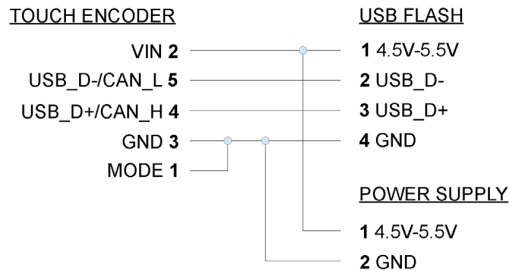 TOUCH ENCODER
VIN 2
USB_D-/CAN_L 5
USB_D+/CAN_H 4
GND 3
MODE 1
USB FLASH
1 4.5V-5.5V
2 USB_D-
3 USB_D+
4 GND
POWER SUPPLY
1 4.5V-5.5V
2 GND